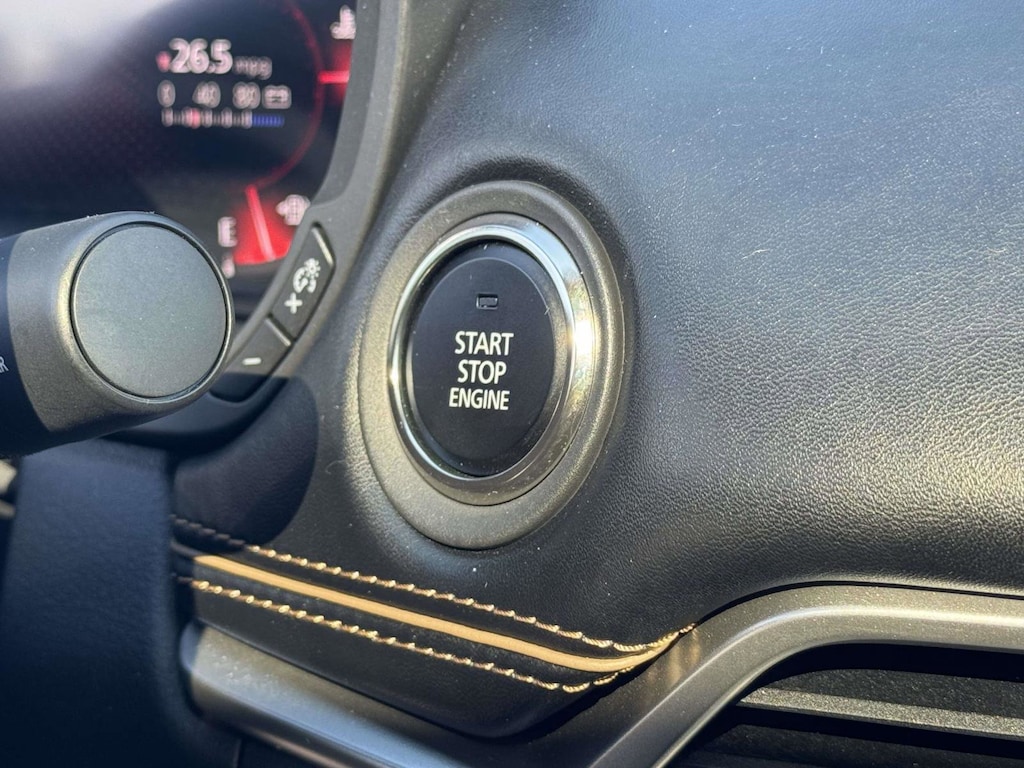 26.5 mpg
0 40 80
E
+
-
START
STOP
ENGINE